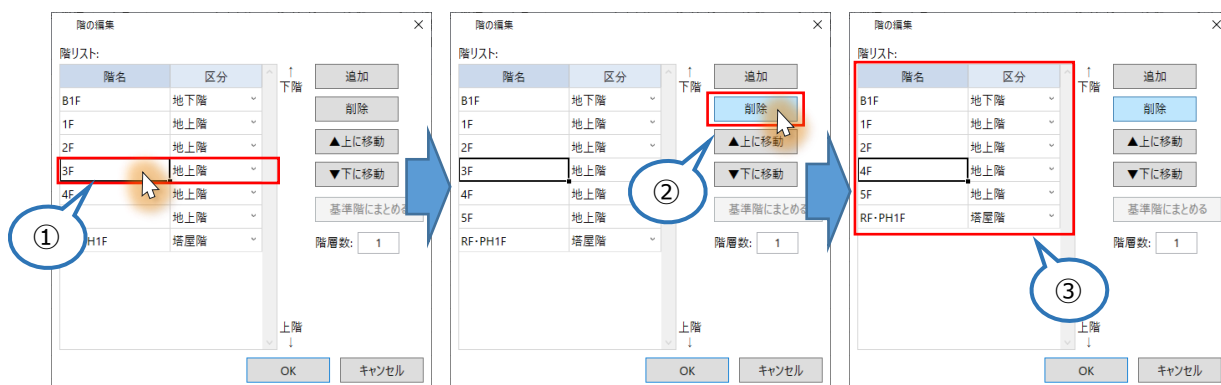 階の編集 ×
階リスト:
階名 区分
↑
下階
追加
B1F 地下階
削除
1F 地上階
▲上に移動
2F 地上階
▼下に移動
3F 地上階
4F 地上階
基準階にまとめる
地上階
PH1F 塔屋階
階層数: 1
①
上階
↓
OK キャンセル
階の編集 ×
階リスト:
階名 区分
↑
下階
追加
B1F 地下階
削除
1F 地上階
▲上に移動
2F 地上階
▼下に移動
3F 地上階
4F 地上階
基準階にまとめる
5F 地上階
RF・PH1F 塔屋階
階層数: 1
②
上階
↓
OK キャンセル
階の編集 ×
階リスト:
階名 区分
↑
下階
追加
B1F 地下階
削除
1F 地上階
▲上に移動
2F 地上階
▼下に移動
4F 地上階
5F 地上階
基準階にまとめる
RF・PH1F 塔屋階
階層数: 1
③
上階
↓
OK キャンセル